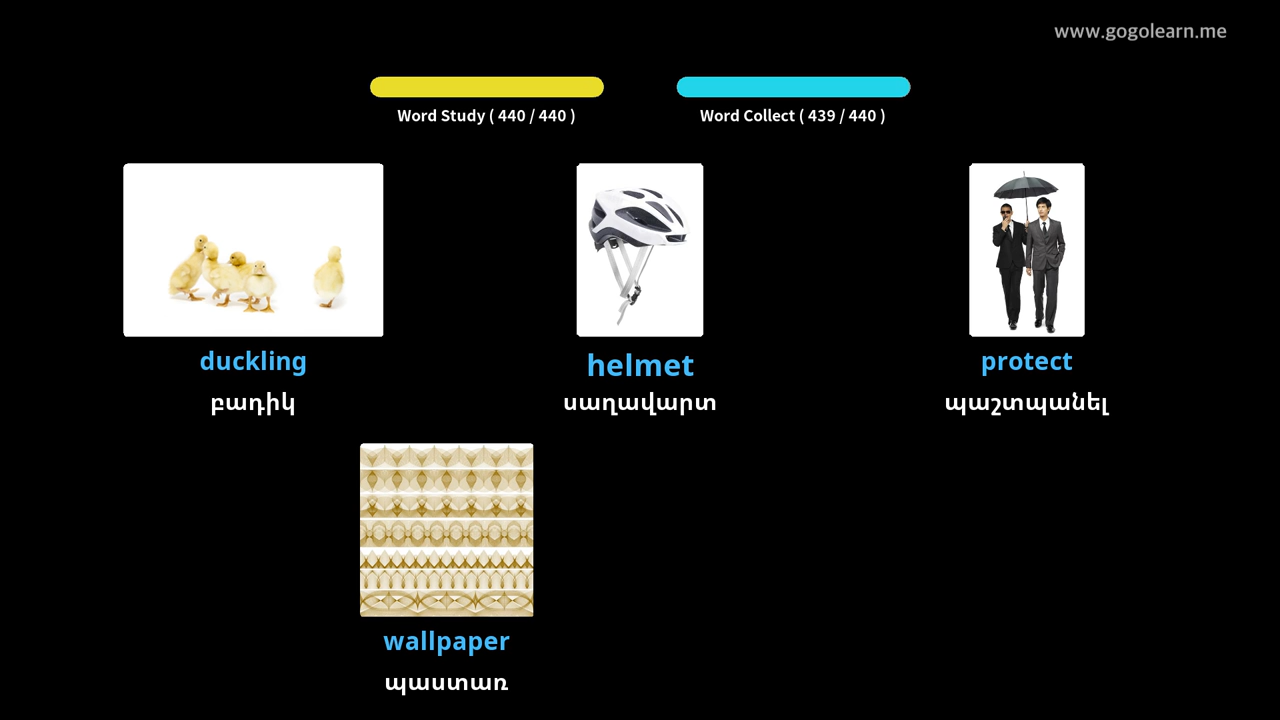 www.gogolearn.me
Word Study ( 440 / 440 )
Word Collect ( 439 / 440 )
duckling
helmet
protect
բադիկ
սաղավարտ
պաշտպանել
wallpaper
պաստառ